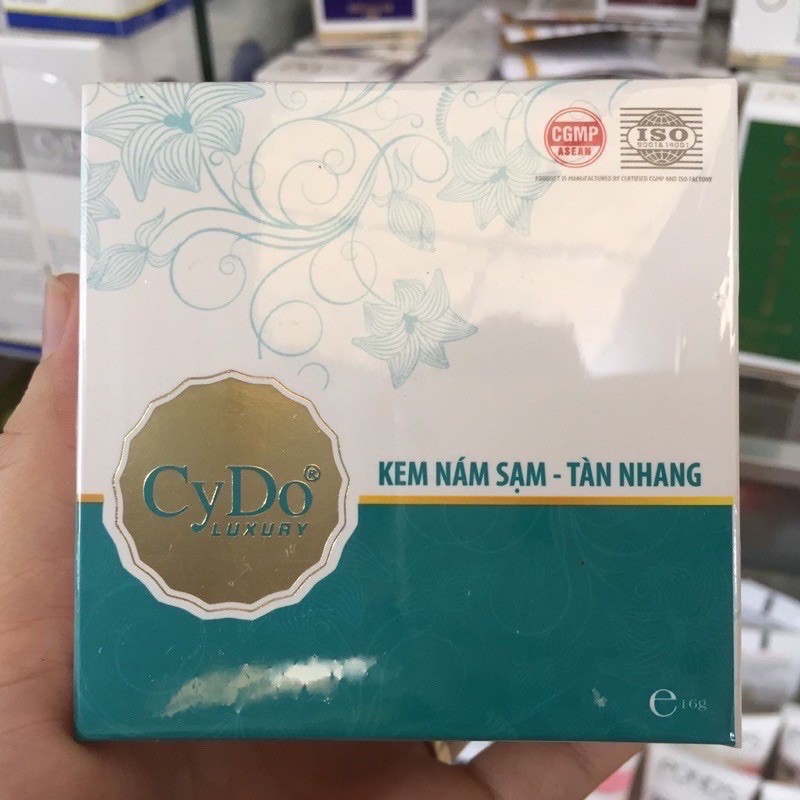 CGMP
ASEAN
ISO
9001 & 14001
PRODUCT IS MANUFACTURED BY CERTIFIED CGMP AND ISO FACTORY
KEM NÁM SẠM - TÀN NHANG
CyDo®
LUXURY
e 16g
POND'S